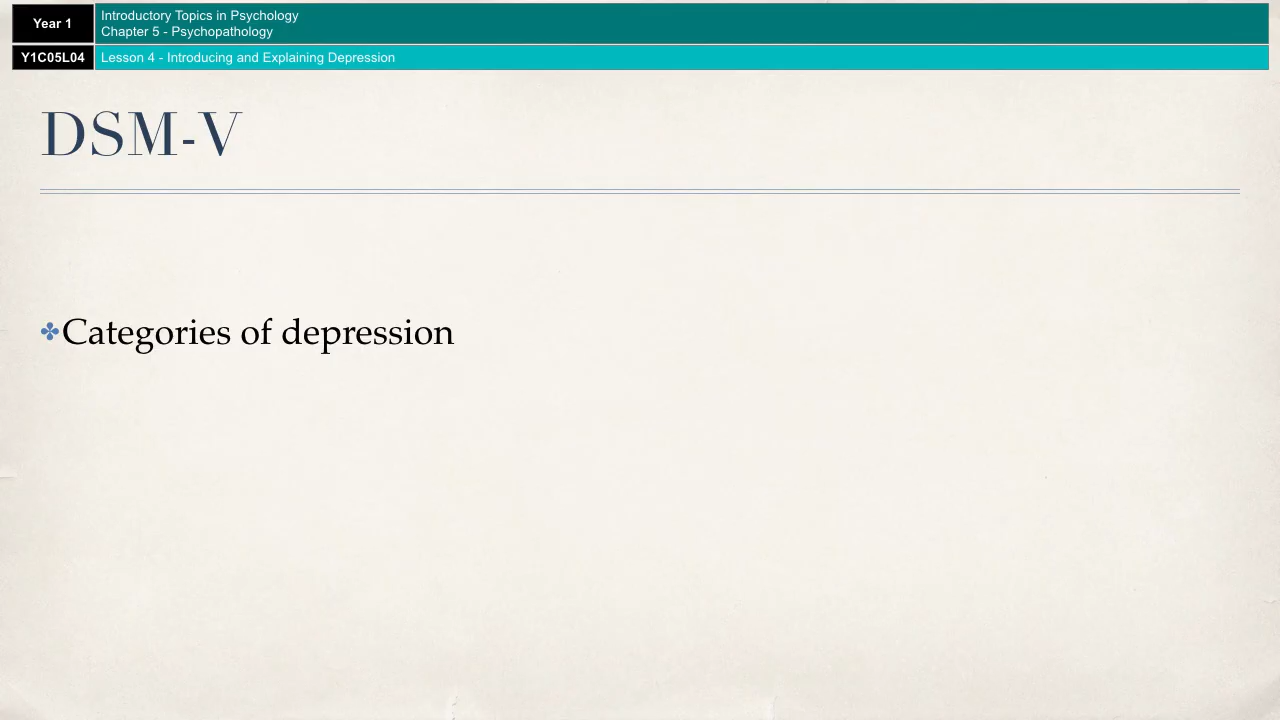 Year 1
Introductory Topics in Psychology
Chapter 5 - Psychopathology
Y1C05L04
Lesson 4 - Introducing and Explaining Depression
DSM-V
✤Categories of depression